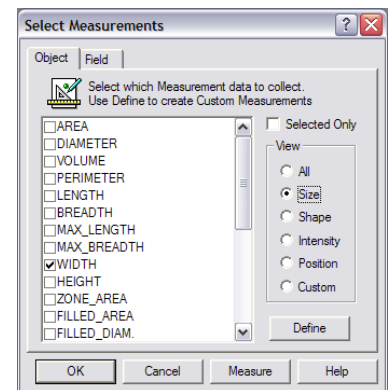 Select Measurements
Object Field
Select which Measurement data to collect.
Use Define to create Custom Measurements
AREA
DIAMETER
VOLUME
PERIMETER
LENGTH
BREADTH
MAX_LENGTH
MAX_BREADTH
WIDTH
HEIGHT
ZONE_AREA
FILLED_AREA
FILLED_DIAM.
Selected Only
View
All
Size
Shape
Intensity
Position
Custom
Define
OK Cancel Measure Help